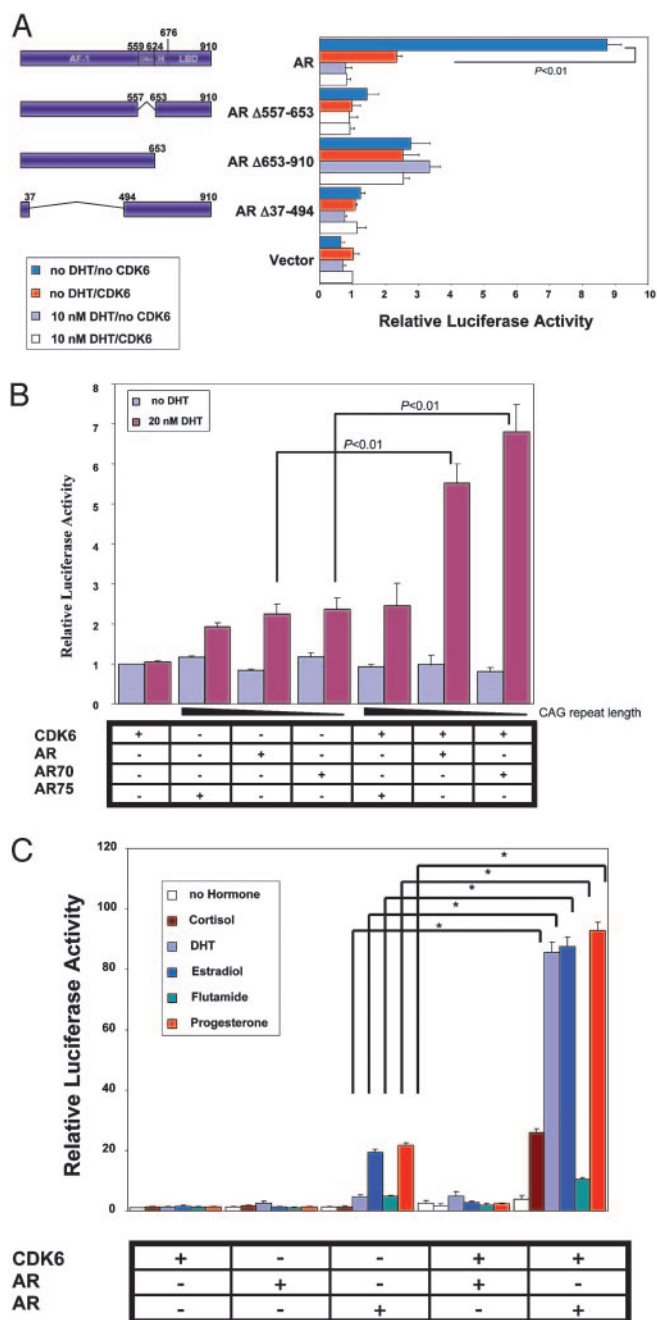 A
676
559 624 910
AF-1 DNA H LBD
557 653 910
653
37 494 910
AR
AR Δ557-653
AR Δ653-910
AR Δ37-494
Vector
P<0.01
0 1 2 3 4 5 6 7 8 9 10
Relative Luciferase Activity
no DHT/no CDK6
no DHT/CDK6
10 nM DHT/no CDK6
10 nM DHT/CDK6
B
Relative Luciferase Activity
8
7
6
5
4
3
2
1
0
no DHT
20 nM DHT
P<0.01
P<0.01
CAG repeat length
CDK6 + - - - + + +
AR - - + - - + -
AR70 - - - + - - +
AR75 - + - - + - -
C
Relative Luciferase Activity
120
100
80
60
40
20
0
no Hormone
Cortisol
DHT
Estradiol
Flutamide
Progesterone
*
*
*
*
*
CDK6 + - - + +
AR - + - + -
AR - - + - +